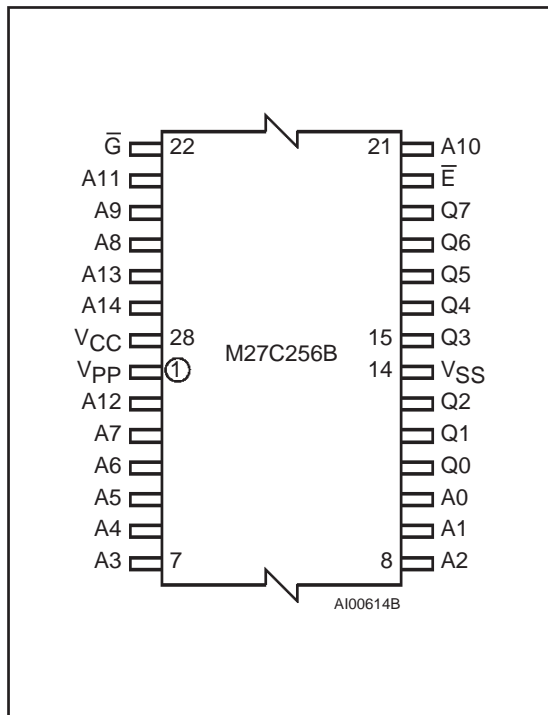 G̅ 22 21 A10
A11 E̅
A9 Q7
A8 Q6
A13 Q5
A14 Q4
VCC 28 15 Q3
M27C256B
VPP 1 14 VSS
A12 Q2
A7 Q1
A6 Q0
A5 A0
A4 A1
A3 7 8 A2
AI00614B